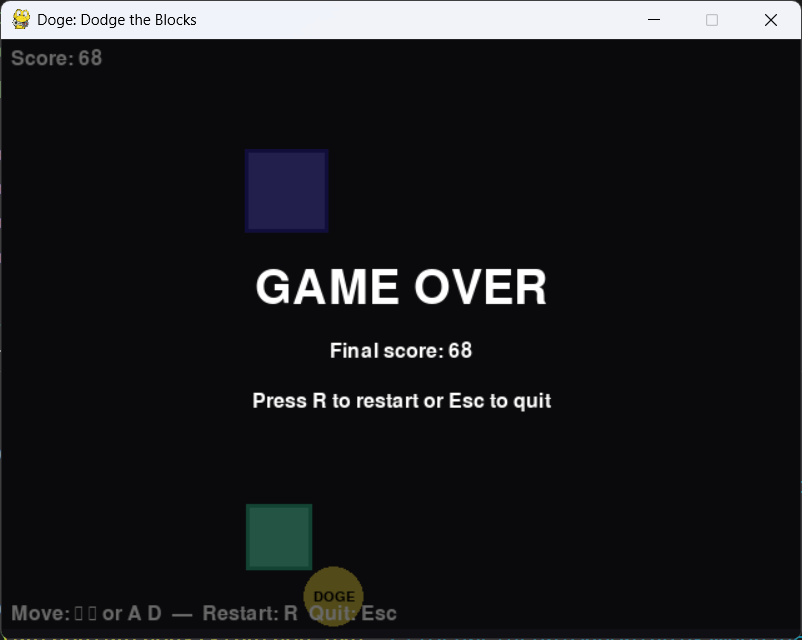 Doge: Dodge the Blocks
Score: 68
GAME OVER
Final score: 68
Press R to restart or Esc to quit
DOGE
Move: ▯ ▯ or A D — Restart: R Quit: Esc